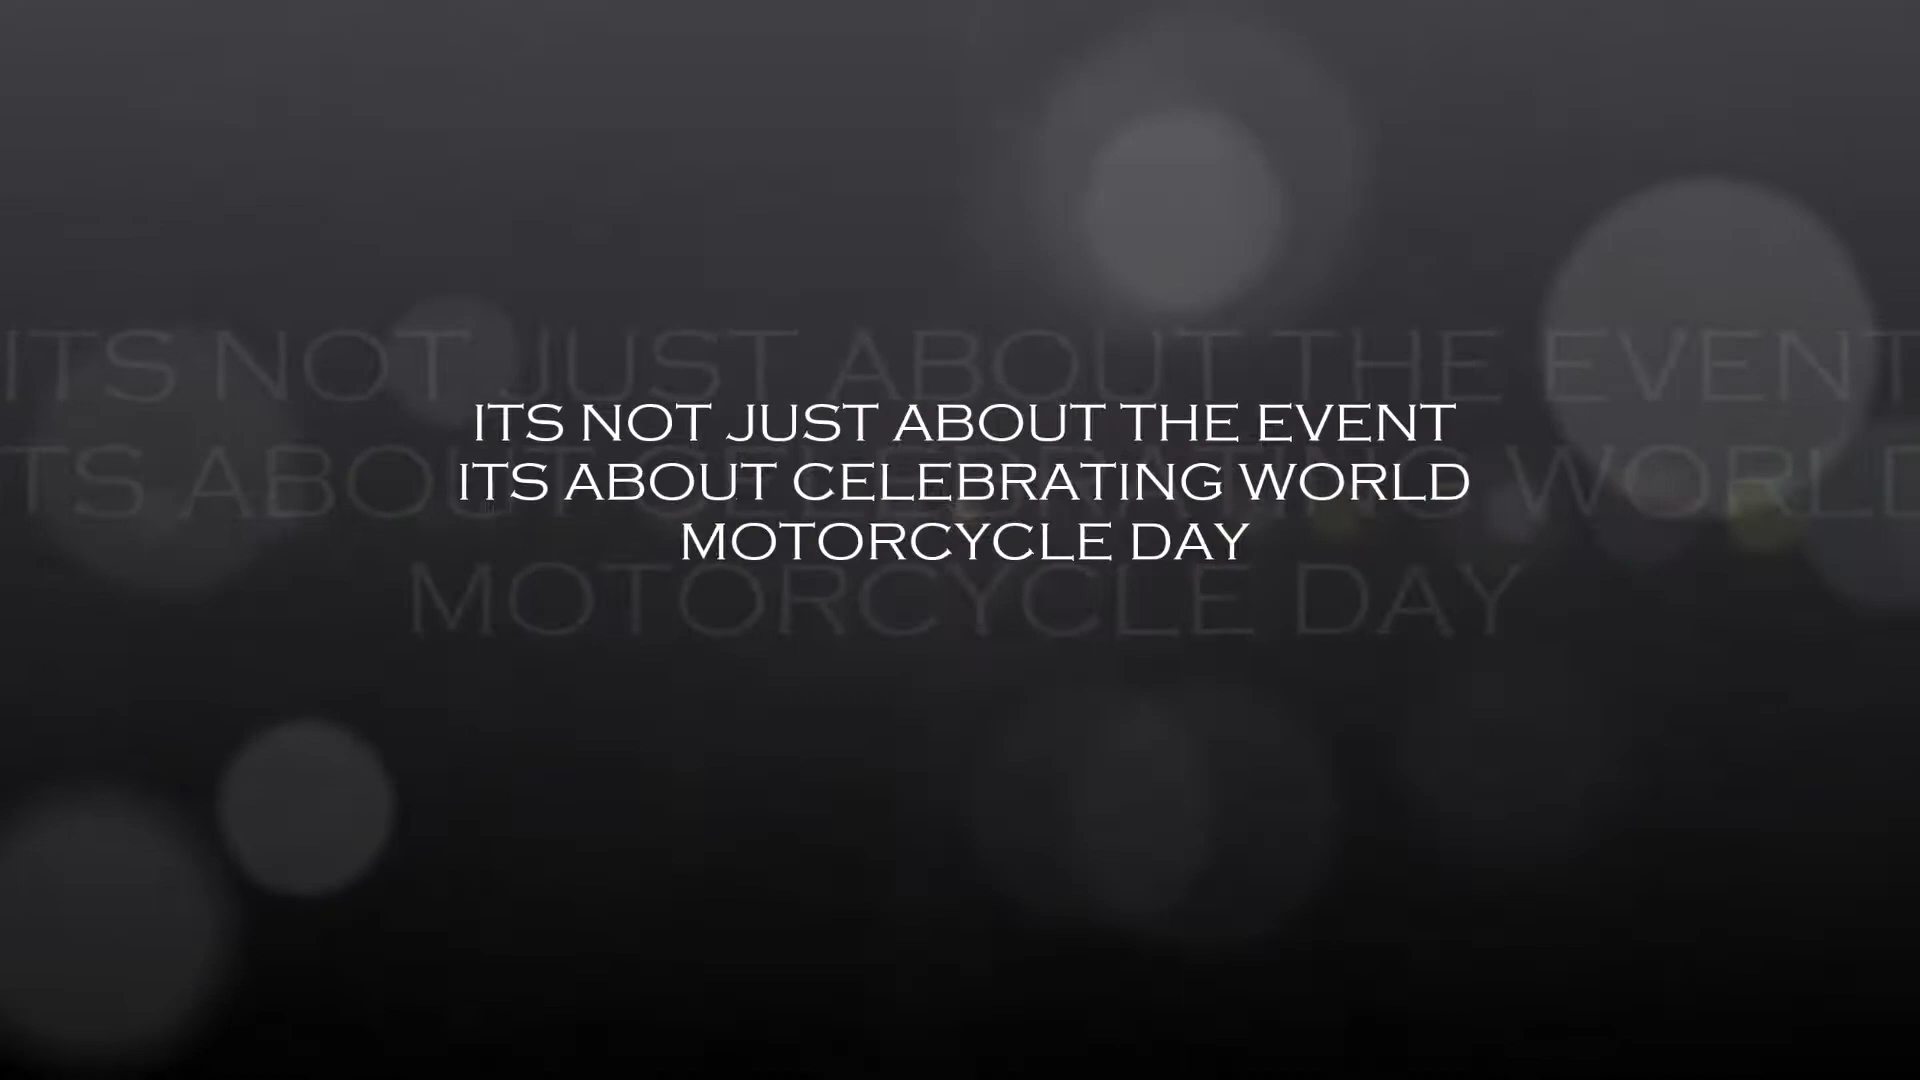 ITS NOT JUST ABOUT THE EVENT
ITS ABOUT CELEBRATING WORLD
MOTORCYCLE DAY